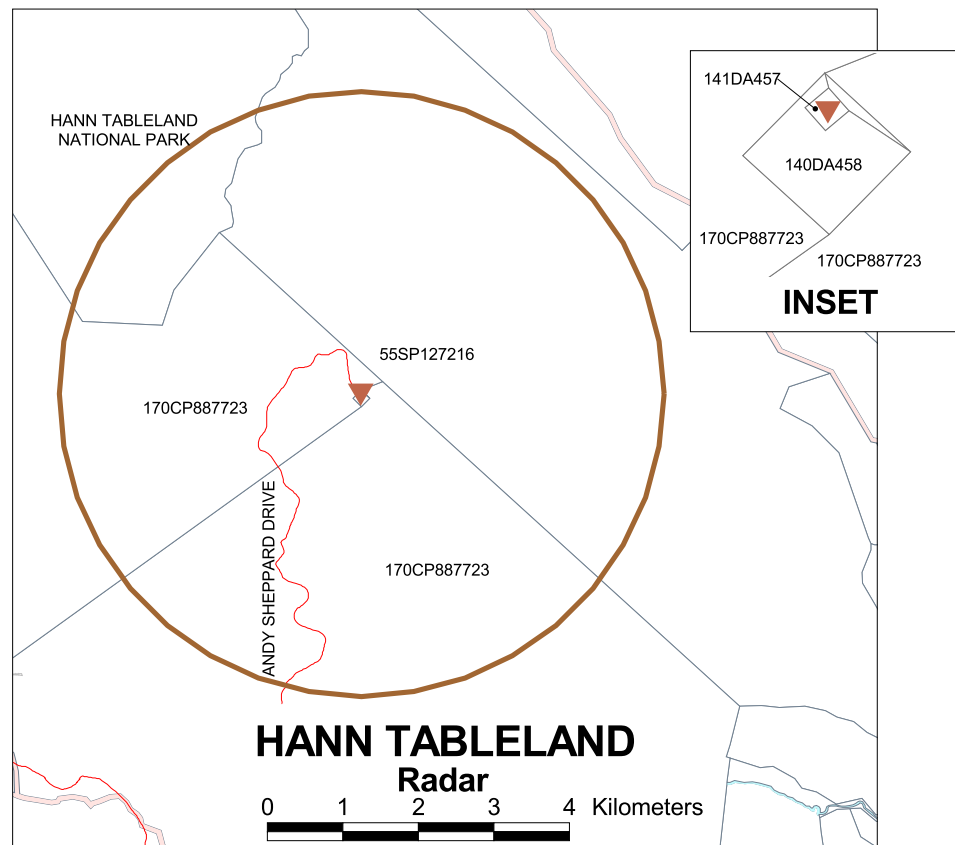 HANN TABLELAND
NATIONAL PARK
141DA457
140DA458
170CP887723
170CP887723
INSET
55SP127216
170CP887723
ANDY SHEPPARD DRIVE
170CP887723
HANN TABLELAND
Radar
0 1 2 3 4 Kilometers